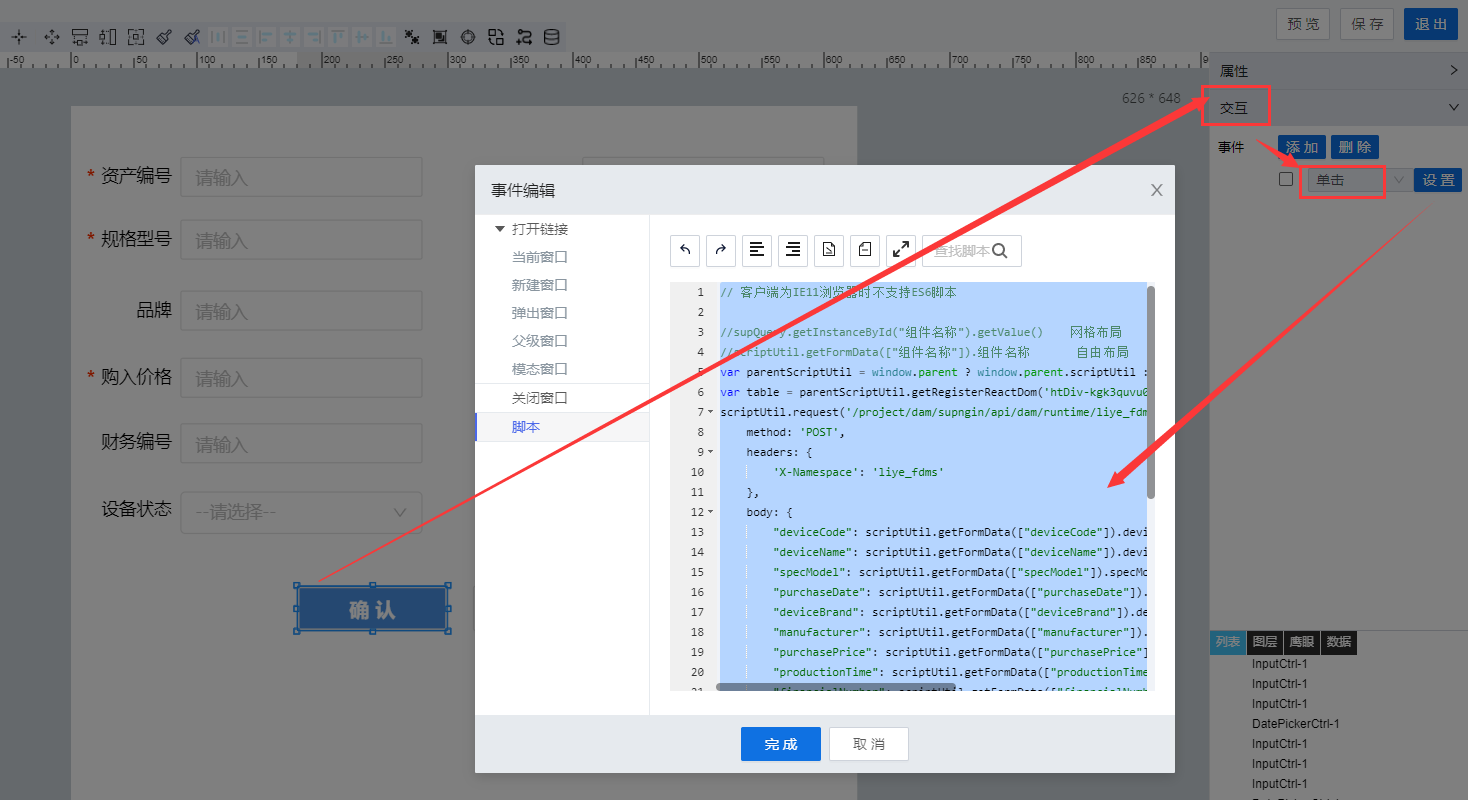 预 览
保 存
退 出
-50
0
50
100
150
200
250
300
350
400
450
500
550
600
650
700
750
800
850
9
属性
626 * 648
交互
事件
添 加
删 除
单击
设 置
* 资产编号
请输入
* 规格型号
请输入
品牌
请输入
* 购入价格
请输入
财务编号
请输入
设备状态
--请选择--
确 认
事件编辑
打开链接
当前窗口
新建窗口
弹出窗口
父级窗口
模态窗口
关闭窗口
脚本
查找脚本
1 // 客户端为IE11浏览器时不支持ES6脚本
2
3 //supQuery.getInstanceById("组件名称").getValue() 网格布局
4 //scriptUtil.getFormData(["组件名称"]).组件名称 自由布局
5 var parentScriptUtil = window.parent ? window.parent.scriptUtil :
6 var table = parentScriptUtil.getRegisterReactDom('htDiv-kgk3quvu0
7 scriptUtil.request('/project/dam/supngin/api/dam/runtime/liye_fdm
8 method: 'POST',
9 headers: {
10 'X-Namespace': 'liye_fdms'
11 },
12 body: {
13 "deviceCode": scriptUtil.getFormData(["deviceCode"]).devi
14 "deviceName": scriptUtil.getFormData(["deviceName"]).devi
15 "specModel": scriptUtil.getFormData(["specModel"]).specMo
16 "purchaseDate": scriptUtil.getFormData(["purchaseDate"]).
17 "deviceBrand": scriptUtil.getFormData(["deviceBrand"]).de
18 "manufacturer": scriptUtil.getFormData(["manufacturer"]).
19 "purchasePrice": scriptUtil.getFormData(["purchasePrice"]
20 "productionTime": scriptUtil.getFormData(["productionTime
完 成
取 消
列表
图层
鹰眼
数据
InputCtrl-1
InputCtrl-1
InputCtrl-1
DatePickerCtrl-1
InputCtrl-1
InputCtrl-1
InputCtrl-1